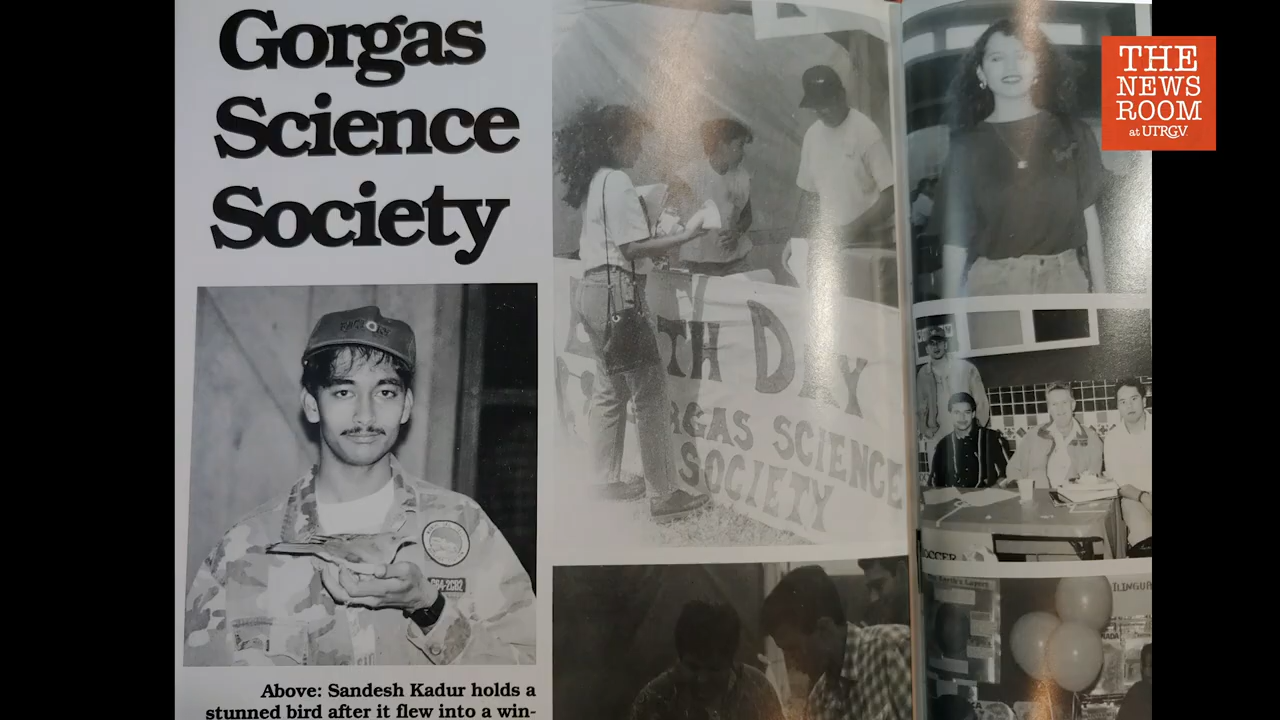 Gorgas
Science
Society
Above: Sandesh Kadur holds a
stunned bird after it flew into a win-
TH DAY
GAS SCIENCE
SOCIETY
OCCER
THE
NEWS
ROOM
at UTRGV